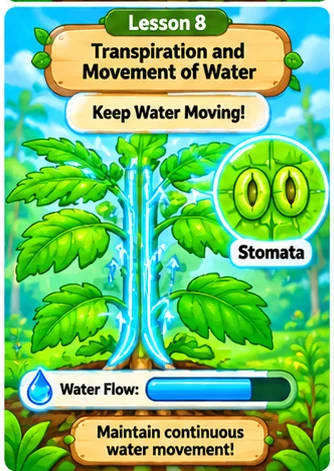 Lesson 8
Transpiration and
Movement of Water
Keep Water Moving!
Stomata
Water Flow:
Maintain continuous
water movement!